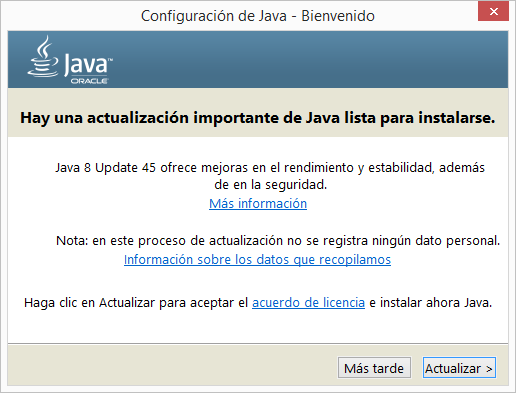 Configuración de Java - Bienvenido
Java™
ORACLE
Hay una actualización importante de Java lista para instalarse.
Java 8 Update 45 ofrece mejoras en el rendimiento y estabilidad, además
de en la seguridad.
Más información
Nota: en este proceso de actualización no se registra ningún dato personal.
Información sobre los datos que recopilamos
Haga clic en Actualizar para aceptar el acuerdo de licencia e instalar ahora Java.
Más tarde
Actualizar >